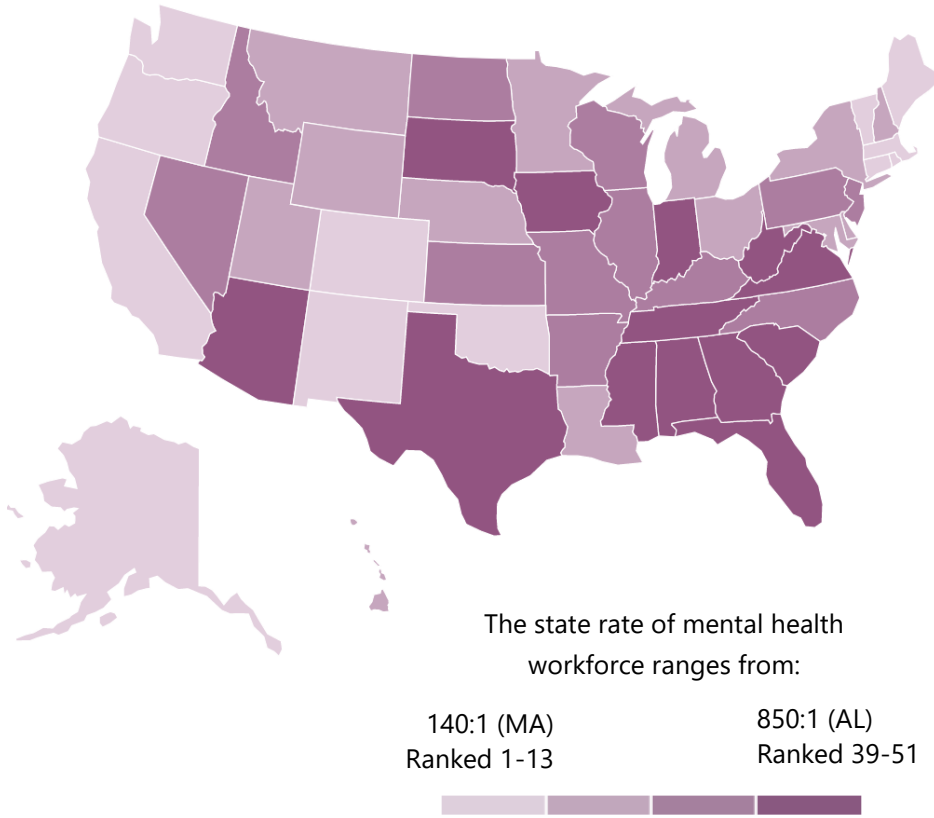 The state rate of mental health
workforce ranges from:
140:1 (MA)
Ranked 1-13
850:1 (AL)
Ranked 39-51